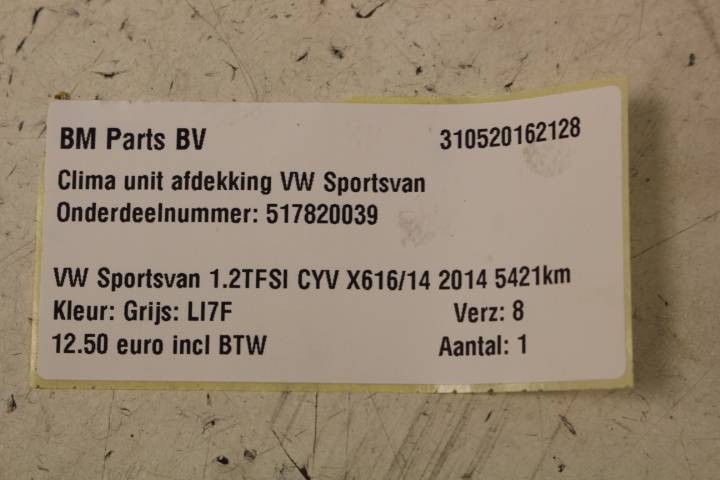 BM Parts BV 310520162128
Clima unit afdekking VW Sportsvan
Onderdeelnummer: 517820039
VW Sportsvan 1.2TFSI CYV X616/14 2014 5421km
Kleur: Grijs: LI7F Verz: 8
12.50 euro incl BTW Aantal: 1